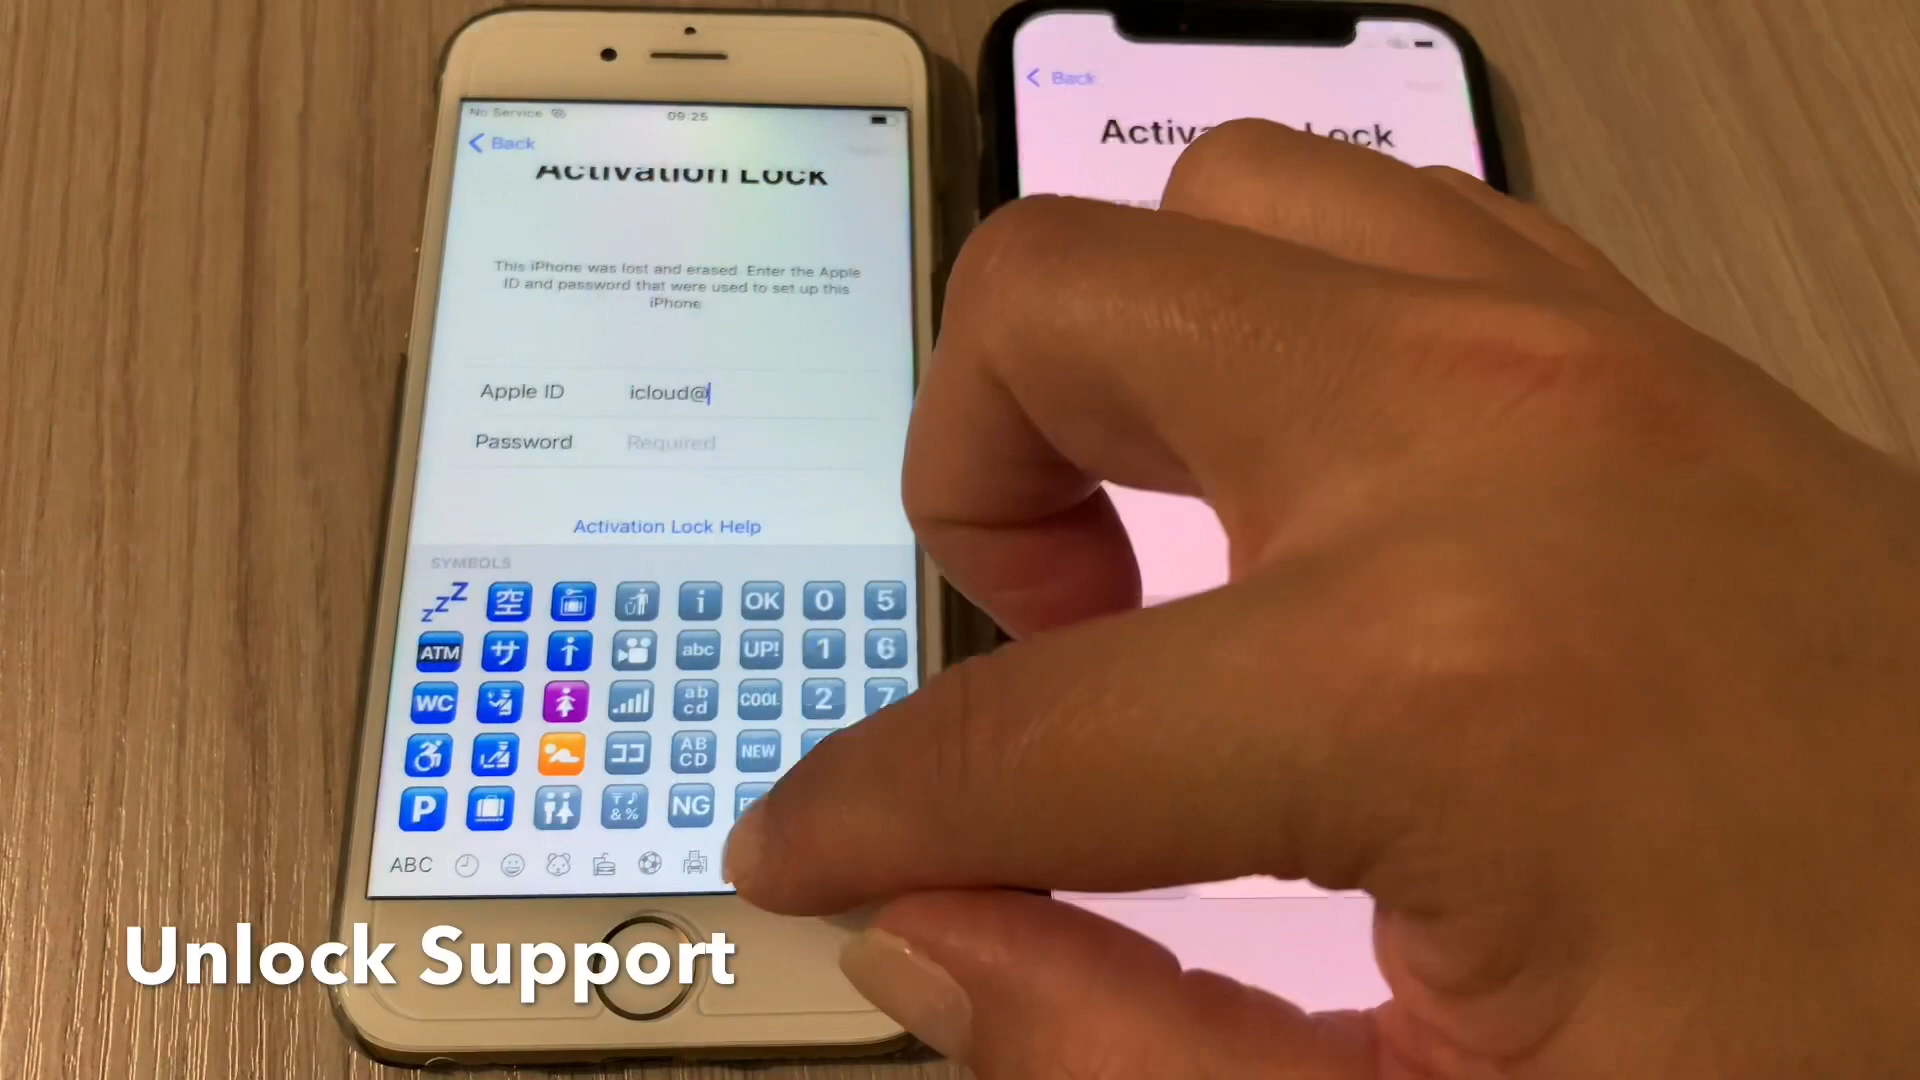 No Service
09:25
Back
Activation Lock
This iPhone was lost and erased. Enter the Apple
ID and password that were used to set up this
iPhone
Apple ID icloud@
Password Required
Activation Lock Help
SYMBOLS
zZZ 空 i OK 0 5
ATM サ abc UP! 1 6
WC ab cd COOL 2 7
ココ AB CD NEW
P &% NG
ABC
Back
Activa Lock
Unlock Support